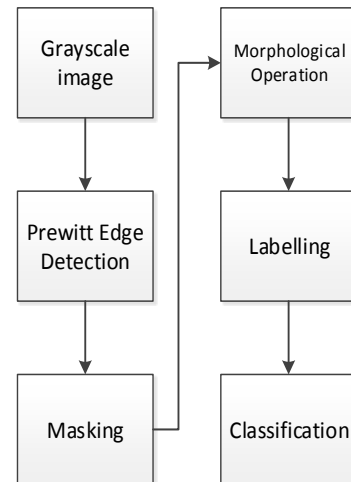 Grayscale
image
Prewitt Edge
Detection
Masking
Morphological
Operation
Labelling
Classification